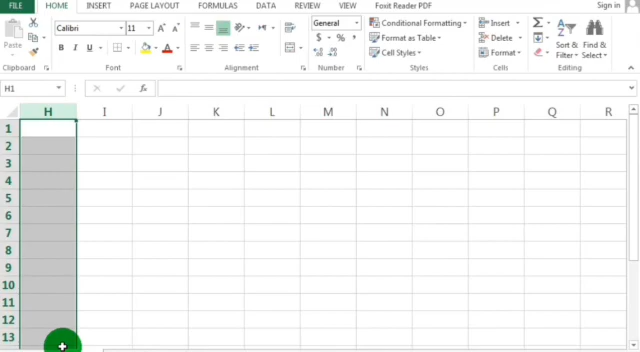 FILE HOME INSERT PAGE LAYOUT FORMULAS DATA REVIEW VIEW Foxit Reader PDF Sign in
Calibri 11 A A General Conditional Formatting Insert Σ
Paste Format as Table Delete
B I U A $ % , Cell Styles Format Sort & Filter Find & Select
Clipboard Font Alignment Number Styles Cells Editing
H1 fx
H I J K L M N O P Q R
1
2
3
4
5
6
7
8
9
10
11
12
13